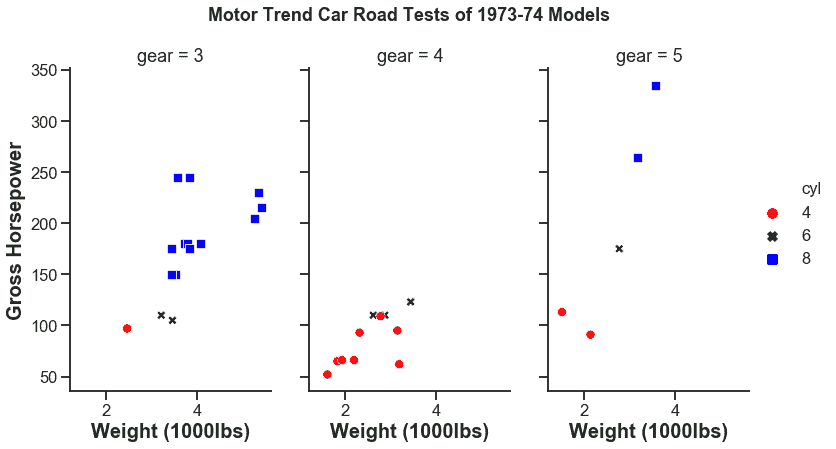 Motor Trend Car Road Tests of 1973-74 Models
gear = 3
gear = 4
gear = 5
Gross Horsepower
350
300
250
200
150
100
50
2
4
2
4
2
4
Weight (1000lbs)
Weight (1000lbs)
Weight (1000lbs)
cyl
4
6
8